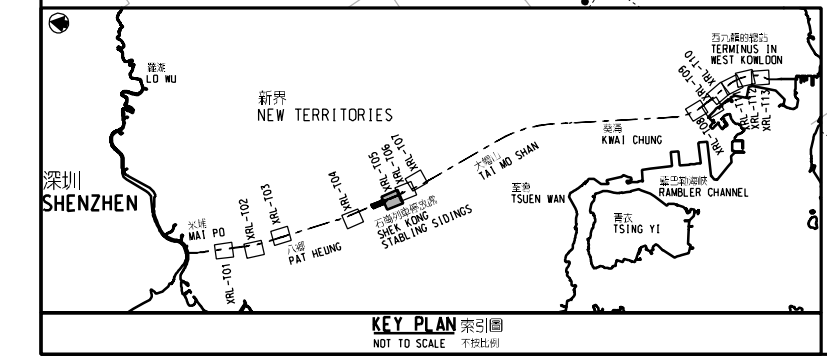 羅湖
LO WU
新界
NEW TERRITORIES
深圳
SHENZHEN
米埔
MAI PO
XRL-T01
XRL-T02
XRL-T03
八鄉
PAT HEUNG
XRL-T04
XRL-T05
XRL-T06
XRL-T07
石崗列車停放處
SHEK KONG
STABLING SIDINGS
大帽山
TAI MO SHAN
葵涌
KWAI CHUNG
荃灣
TSUEN WAN
藍巴勒海峽
RAMBLER CHANNEL
青衣
TSING YI
XRL-T08
XRL-T09
XRL-T10
XRL-T12
XRL-T13
西九龍的總站
TERMINUS IN
WEST KOWLOON
KEY PLAN 索引圖
NOT TO SCALE 不按比例